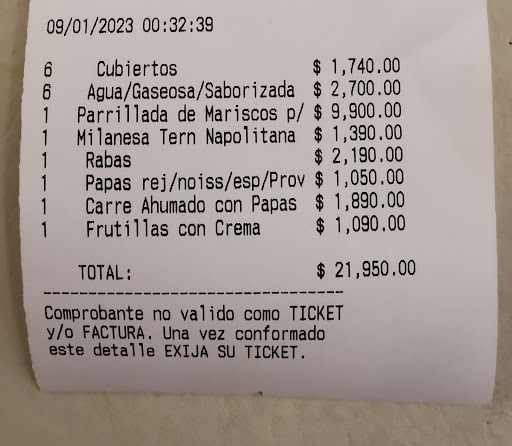 09/01/2023 00:32:39
6 Cubiertos $ 1,740.00
6 Agua/Gaseosa/Saborizada $ 2,700.00
1 Parrillada de Mariscos p/ $ 9,900.00
1 Milanesa Tern Napolitana $ 1,390.00
1 Rabas $ 2,190.00
1 Papas rej/noiss/esp/Prov $ 1,050.00
1 Carre Ahumado con Papas $ 1,890.00
1 Frutillas con Crema $ 1,090.00
TOTAL: $ 21,950.00
Comprobante no valido como TICKET
y/o FACTURA. Una vez conformado
este detalle EXIJA SU TICKET.